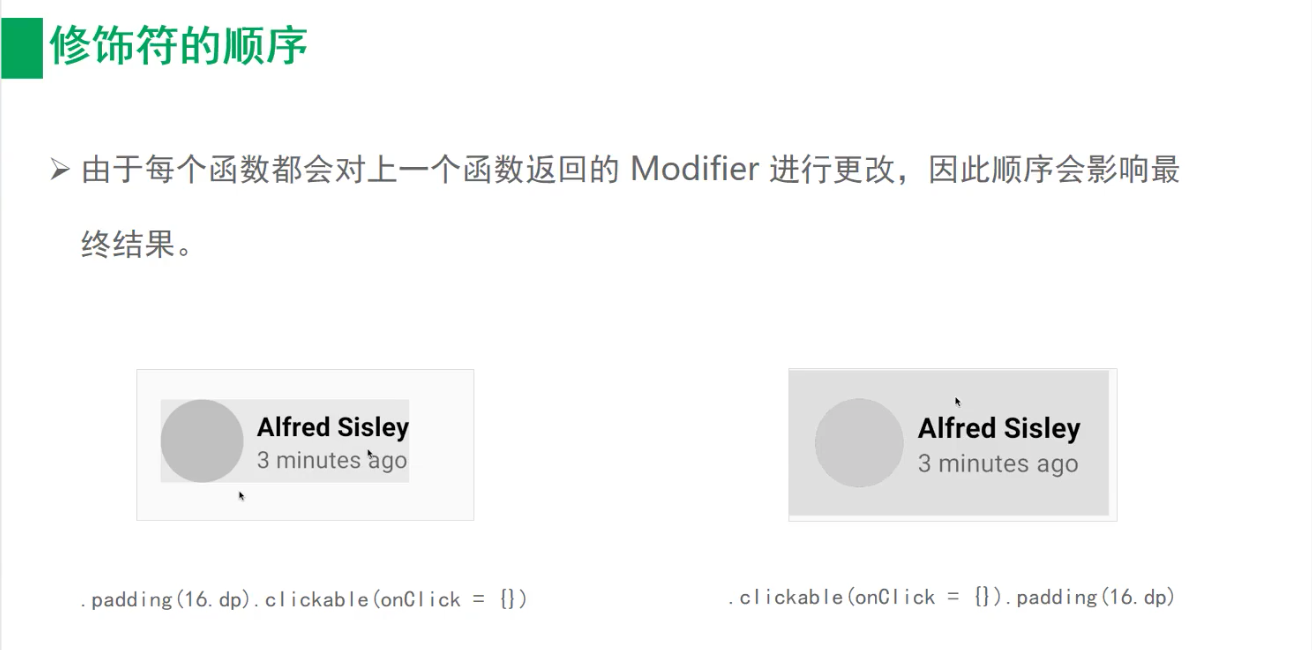 修饰符的顺序
➢ 由于每个函数都会对上一个函数返回的 Modifier 进行更改，因此顺序会影响最
终结果。
Alfred Sisley
3 minutes ago
Alfred Sisley
3 minutes ago
.padding(16.dp).clickable(onClick = {})
.clickable(onClick = {}).padding(16.dp)